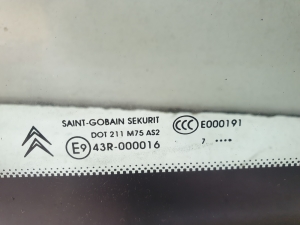 SAINT-GOBAIN SEKURIT
DOT 211 M75 AS2
E9 43R-000016
CCC E000191
7 ....